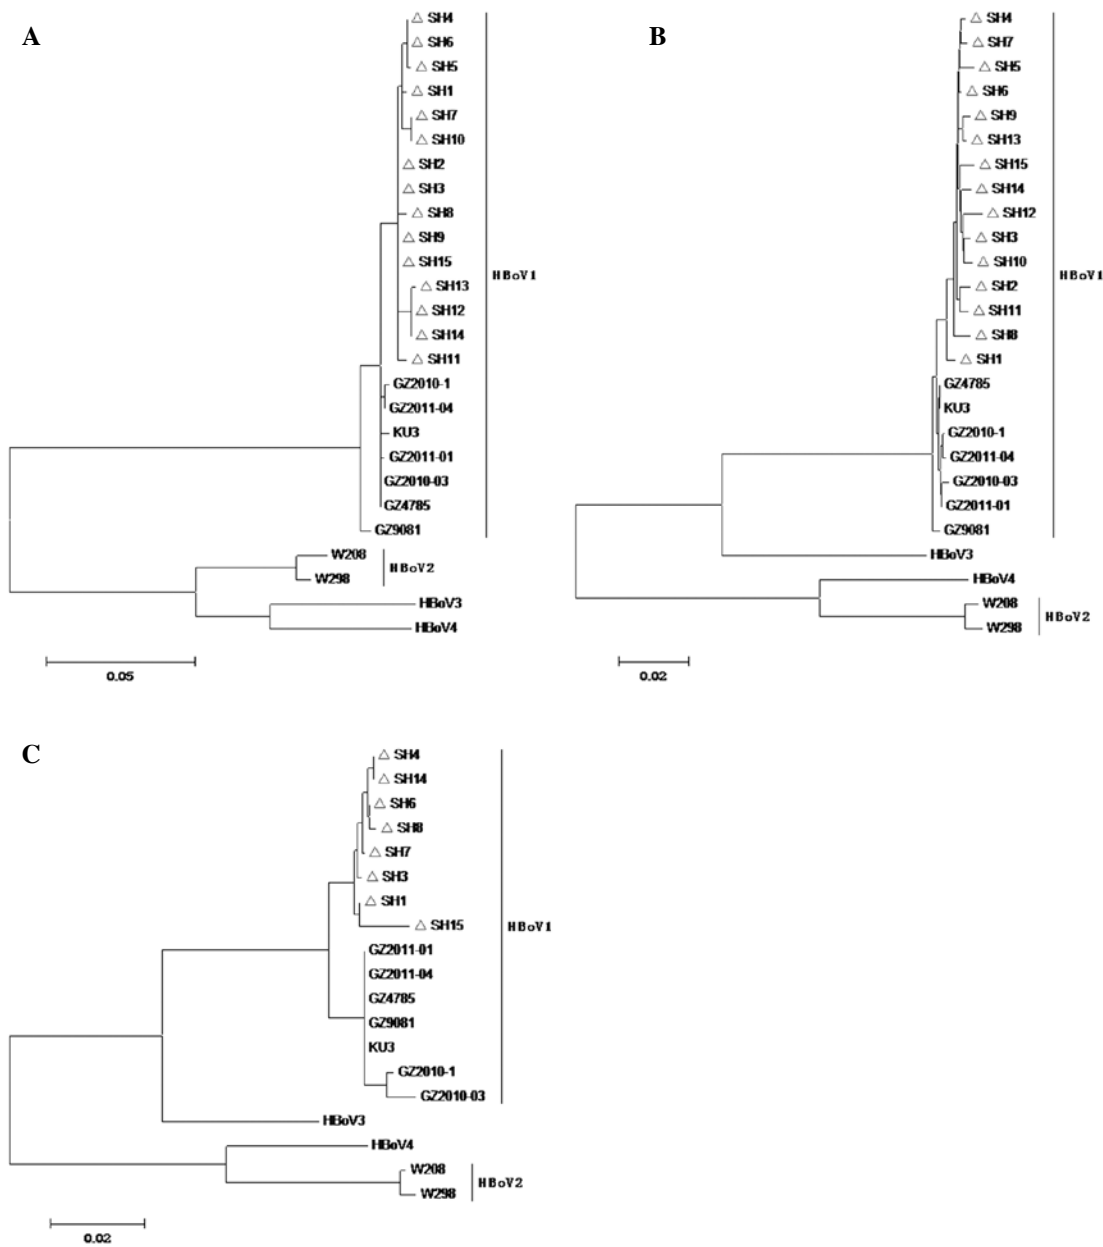 A
SH4
SH6
SH5
SH1
SH7
SH10
SH2
SH3
SH8
SH9
SH15
SH13
SH12
SH14
SH11
GZ2010-1
GZ2011-04
KU3
GZ2011-01
GZ2010-03
GZ4785
GZ9081
HBoV1
W208
W298
HBoV2
HBoV3
HBoV4
0.05
B
SH4
SH7
SH5
SH6
SH9
SH13
SH15
SH14
SH12
SH3
SH10
SH2
SH11
SH8
SH1
GZ4785
KU3
GZ2010-1
GZ2011-04
GZ2010-03
GZ2011-01
GZ9081
HBoV1
HBoV3
HBoV4
W208
W298
HBoV2
0.02
C
SH4
SH14
SH6
SH8
SH7
SH3
SH1
SH15
GZ2011-01
GZ2011-04
GZ4785
GZ9081
KU3
GZ2010-1
GZ2010-03
HBoV1
HBoV3
HBoV4
W208
W298
HBoV2
0.02